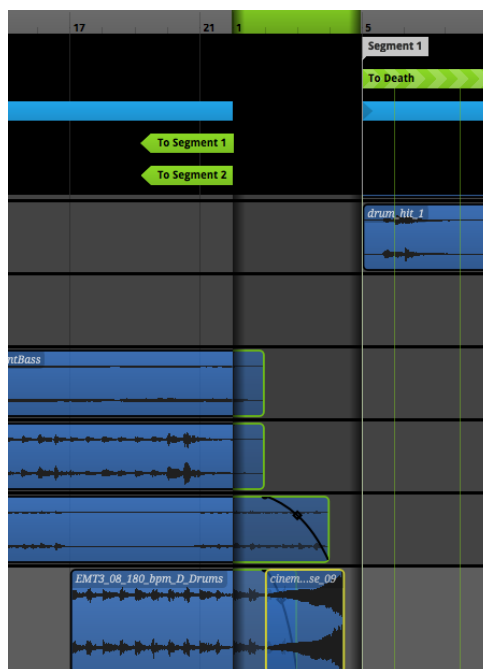 17 21 1 5
Segment 1
To Death
To Segment 1
To Segment 2
drum_hit_1
ntBass
EMT3_08_180_bpm_D_Drums cinem...se_09